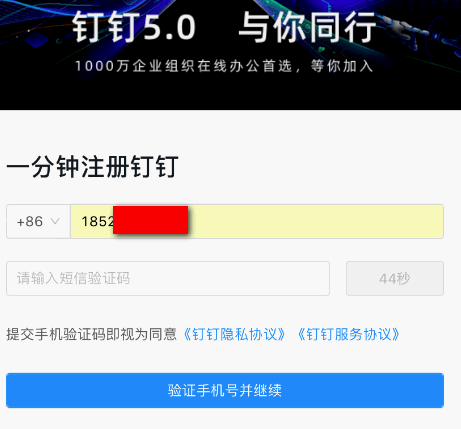 钉钉5.0 与你同行
1000万企业组织在线办公首选，等你加入
一分钟注册钉钉
+86 1852
请输入短信验证码 44秒
提交手机验证码即视为同意《钉钉隐私协议》《钉钉服务协议》
验证手机号并继续